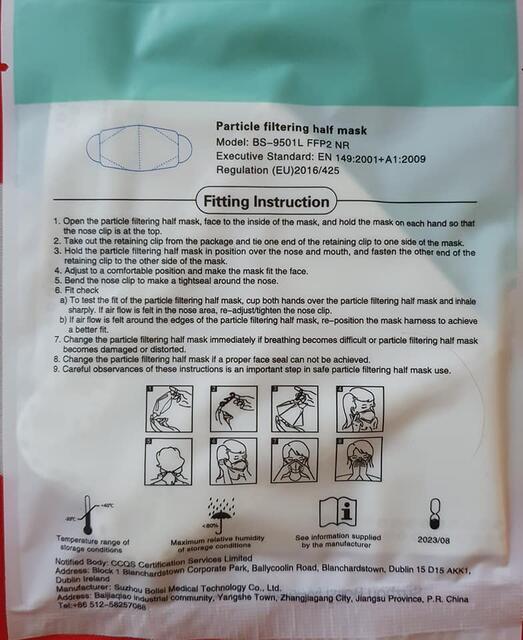 Particle filtering half mask
Model: BS-9501L FFP2 NR
Executive Standard: EN 149:2001+A1:2009
Regulation (EU)2016/425
Fitting Instruction
1. Open the particle filtering half mask, face to the inside of the mask, and hold the mask on each hand so that
the nose clip is at the top.
2. Take out the retaining clip from the package and tie one end of the retaining clip to one side of the mask.
3. Hold the particle filtering half mask in position over the nose and mouth, and fasten the other end of the
retaining clip to the other side of the mask.
4. Adjust to a comfortable position and make the mask fit the face.
5. Bend the nose clip to make a tightseal around the nose.
6. Fit check
a) To test the fit of the particle filtering half mask, cup both hands over the particle filtering half mask and inhale
sharply. If air flow is felt in the nose area, re-adjust/tighten the nose clip.
b) If air flow is felt around the edges of the particle filtering half mask, re-position the mask harness to achieve
a better fit.
7. Change the particle filtering half mask immediately if breathing becomes difficult or particle filtering half mask
becomes damaged or distorted.
8. Change the particle filtering half mask if a proper face seal can not be achieved.
9. Careful observances of these instructions is an important step in safe particle filtering half mask use.
1 2 3 4
5 6 7 8
+40°C
<80%
Temperature range of
storage conditions
Maximum relative humidity
of storage conditions
See information supplied
by the manufacturer
2023/08
Notified Body: CCQS Certification Services Limited
Address: Block 1 Blanchardstown Corporate Park, Ballycoolin Road, Blanchardstown, Dublin 15 D15 AKK1,
Dublin Ireland
Manufacturer: Suzhou Bolisi Medical Technology Co., Ltd.
Address: Baijiaqiao Industrial community, Yangshe Town, Zhangjiagang City, Jiangsu Province, P.R. China
Tel:+86 512-58257088